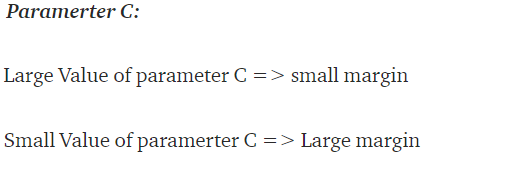 Paramerter C:
Large Value of parameter C => small margin
Small Value of paramerter C => Large margin